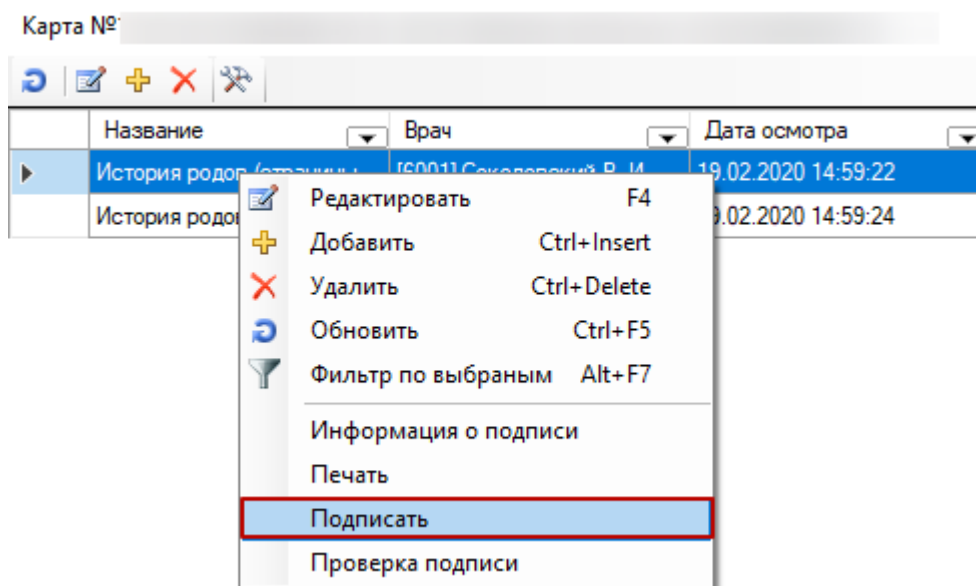 Карта №
Название Врач Дата осмотра
История родов 19.02.2020 14:59:22
История родов 9.02.2020 14:59:24
Редактировать F4
Добавить Ctrl+Insert
Удалить Ctrl+Delete
Обновить Ctrl+F5
Фильтр по выбраным Alt+F7
Информация о подписи
Печать
Подписать
Проверка подписи